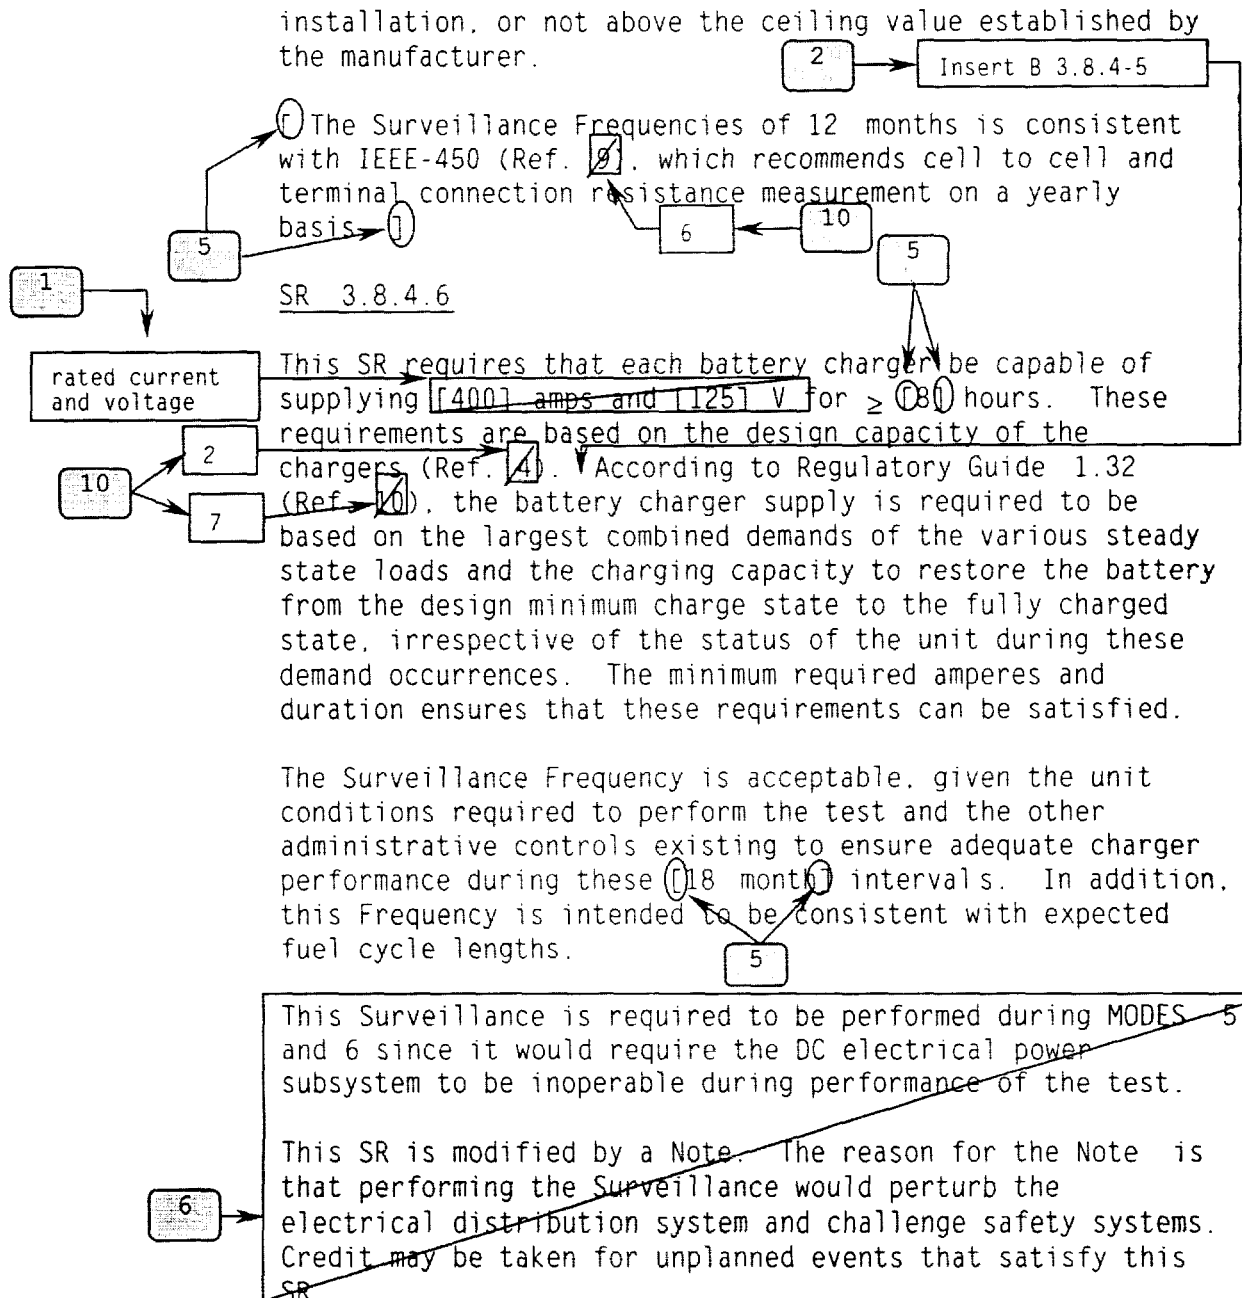 installation, or not above the ceiling value established by
the manufacturer.
2
Insert B 3.8.4-5
[ The Surveillance Frequencies of 12 months is consistent
with IEEE-450 (Ref. 9), which recommends cell to cell and
terminal connection resistance measurement on a yearly
basis. ]
5
6
10
5
1
SR 3.8.4.6
rated current
and voltage
This SR requires that each battery charger be capable of
supplying [400] amps and [125] V for ≥ [8] hours. These
requirements are based on the design capacity of the
chargers (Ref. 4). According to Regulatory Guide 1.32
(Ref. 10), the battery charger supply is required to be
2
10
7
based on the largest combined demands of the various steady
state loads and the charging capacity to restore the battery
from the design minimum charge state to the fully charged
state, irrespective of the status of the unit during these
demand occurrences. The minimum required amperes and
duration ensures that these requirements can be satisfied.
The Surveillance Frequency is acceptable, given the unit
conditions required to perform the test and the other
administrative controls existing to ensure adequate charger
performance during these [18 month] intervals. In addition,
this Frequency is intended to be consistent with expected
fuel cycle lengths.
5
This Surveillance is required to be performed during MODES 5
and 6 since it would require the DC electrical power
subsystem to be inoperable during performance of the test.
This SR is modified by a Note. The reason for the Note is
that performing the Surveillance would perturb the
6
electrical distribution system and challenge safety systems.
Credit may be taken for unplanned events that satisfy this
SR